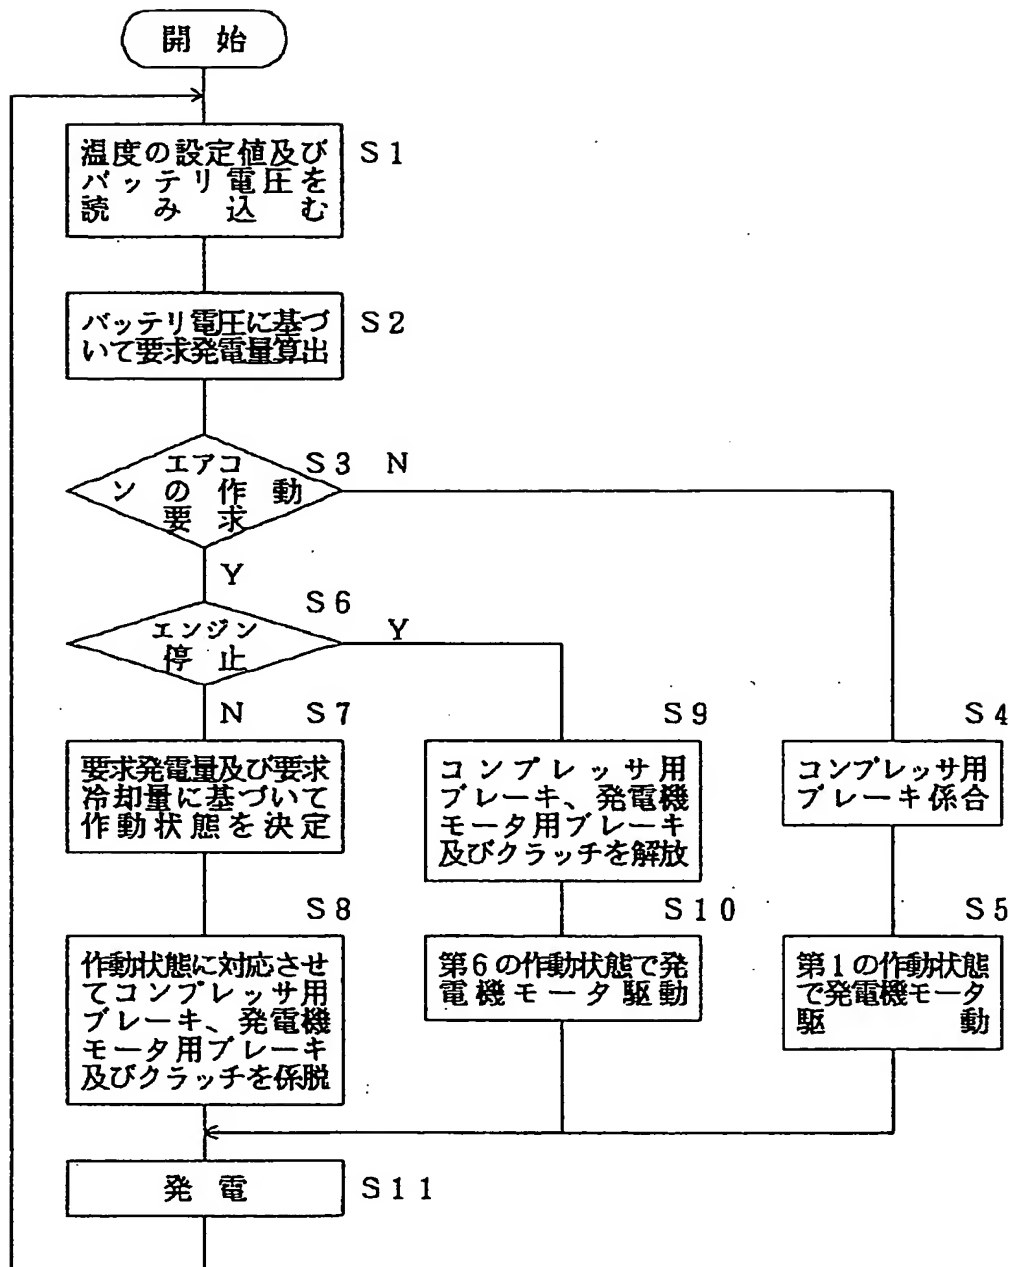 開 始
温度の設定値及び
バッテリ電圧を
読み込む
S1
バッテリ電圧に基づ
いて要求発電量算出
S2
エアコ
ンの作動
要求
S3
N
Y
エンジン
停止
S6
Y
N
S7
要求発電量及び要求
冷却量に基づいて
作動状態を決定
S9
コンプレッサ用
ブレーキ、発電機
モータ用ブレーキ
及びクラッチを解放
S4
コンプレッサ用
ブレーキ係合
S8
作動状態に対応させ
てコンプレッサ用
ブレーキ、発電機
モータ用ブレーキ
及びクラッチを係脱
S10
第6の作動状態で発
電機モータ駆動
S5
第1の作動状態
で発電機モータ
駆動
発 電
S11